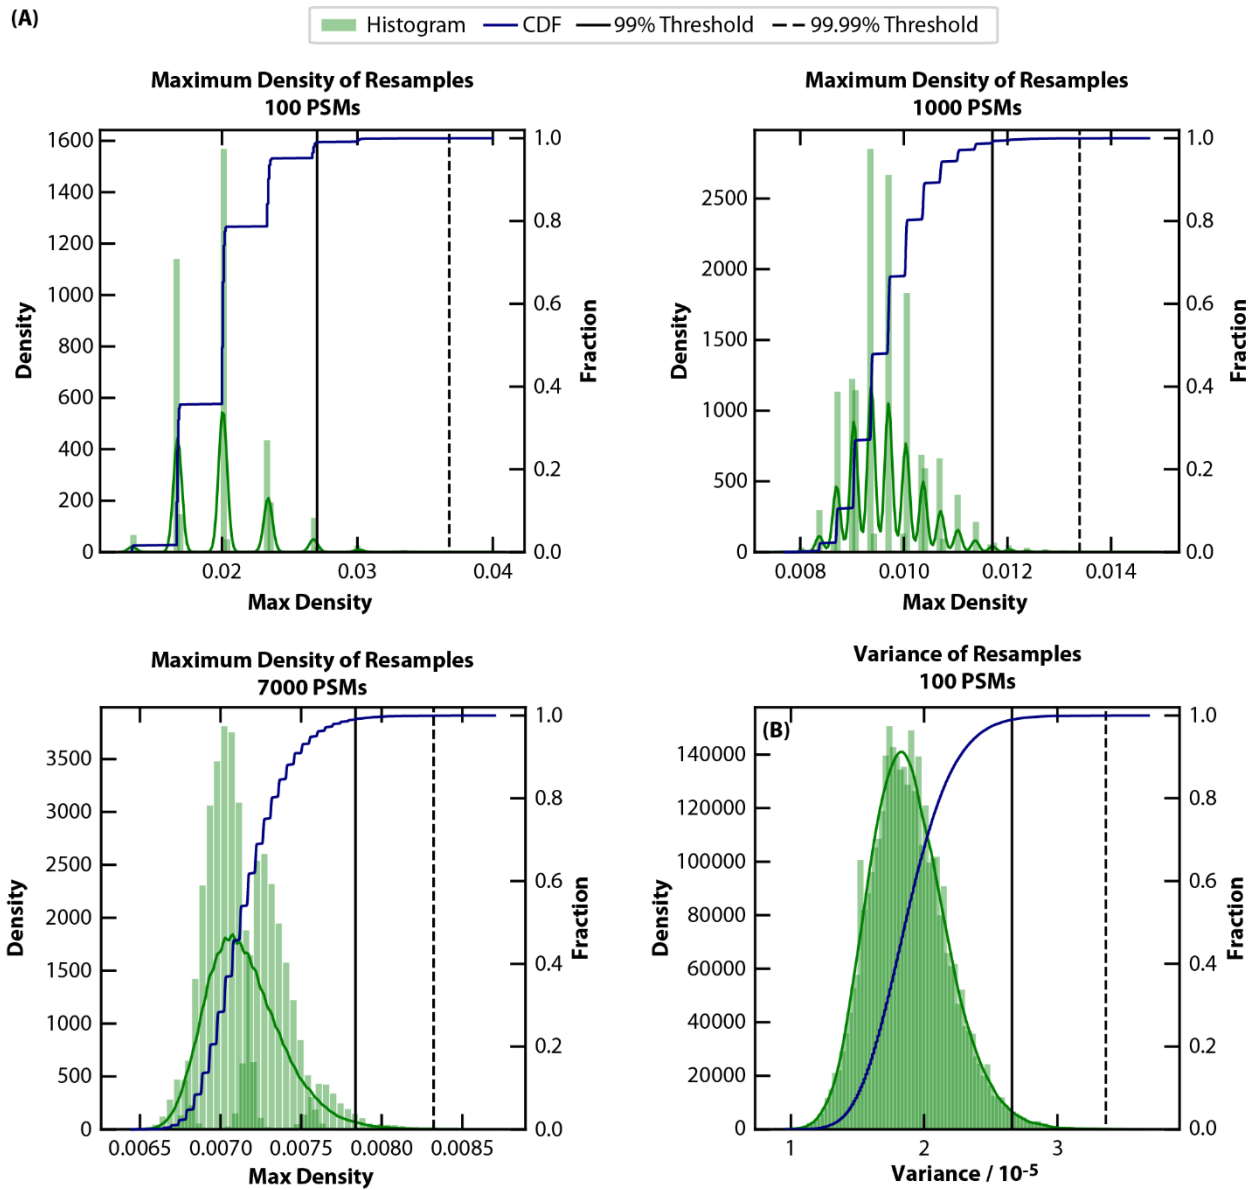 (A)
Histogram CDF 99% Threshold 99.99% Threshold
Maximum Density of Resamples
100 PSMs
1600
1400
1200
1000
800
600
400
200
0
Density
1.0
0.8
0.6
0.4
0.2
0.0
Fraction
0.02 0.03 0.04
Max Density
Maximum Density of Resamples
1000 PSMs
2500
2000
1500
1000
500
0
Density
1.0
0.8
0.6
0.4
0.2
0.0
Fraction
0.008 0.010 0.012 0.014
Max Density
Maximum Density of Resamples
7000 PSMs
3500
3000
2500
2000
1500
1000
500
0
Density
1.0
0.8
0.6
0.4
0.2
0.0
Fraction
0.0065 0.0070 0.0075 0.0080 0.0085
Max Density
Variance of Resamples
100 PSMs
(B)
140000
120000
100000
80000
60000
40000
20000
0
Density
1.0
0.8
0.6
0.4
0.2
0.0
Fraction
1 2 3
Variance / 10⁻⁵